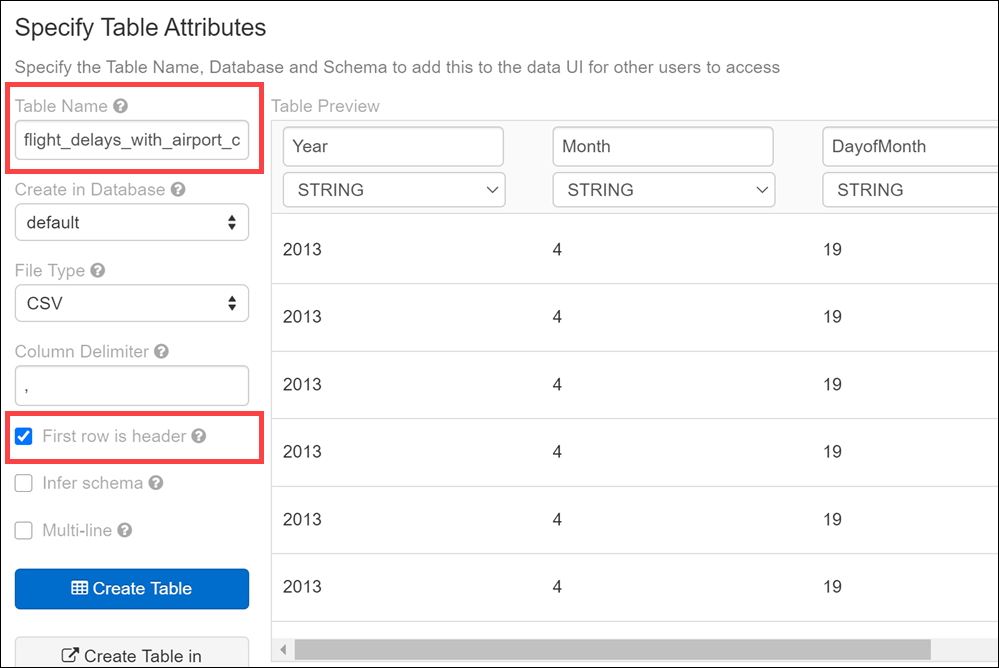 Specify Table Attributes
Specify the Table Name, Database and Schema to add this to the data UI for other users to access
Table Name
flight_delays_with_airport_c
Create in Database
default
File Type
CSV
Column Delimiter
,
First row is header
Infer schema
Multi-line
Create Table
Create Table in
Table Preview
Year Month DayofMonth
STRING STRING STRING
2013 4 19
2013 4 19
2013 4 19
2013 4 19
2013 4 19
2013 4 19